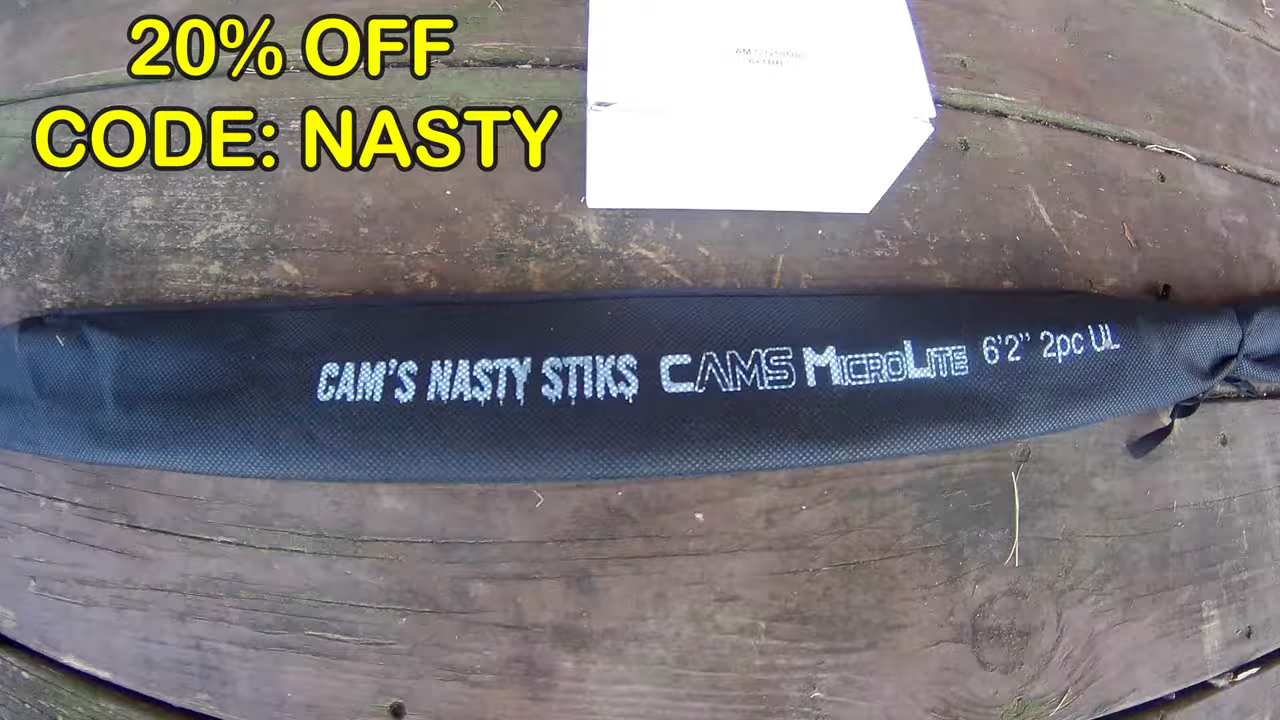 20% OFF
CODE: NASTY
CAM'S NASTY STIKS CAMS MICROLITE 6'2" 2pc UL